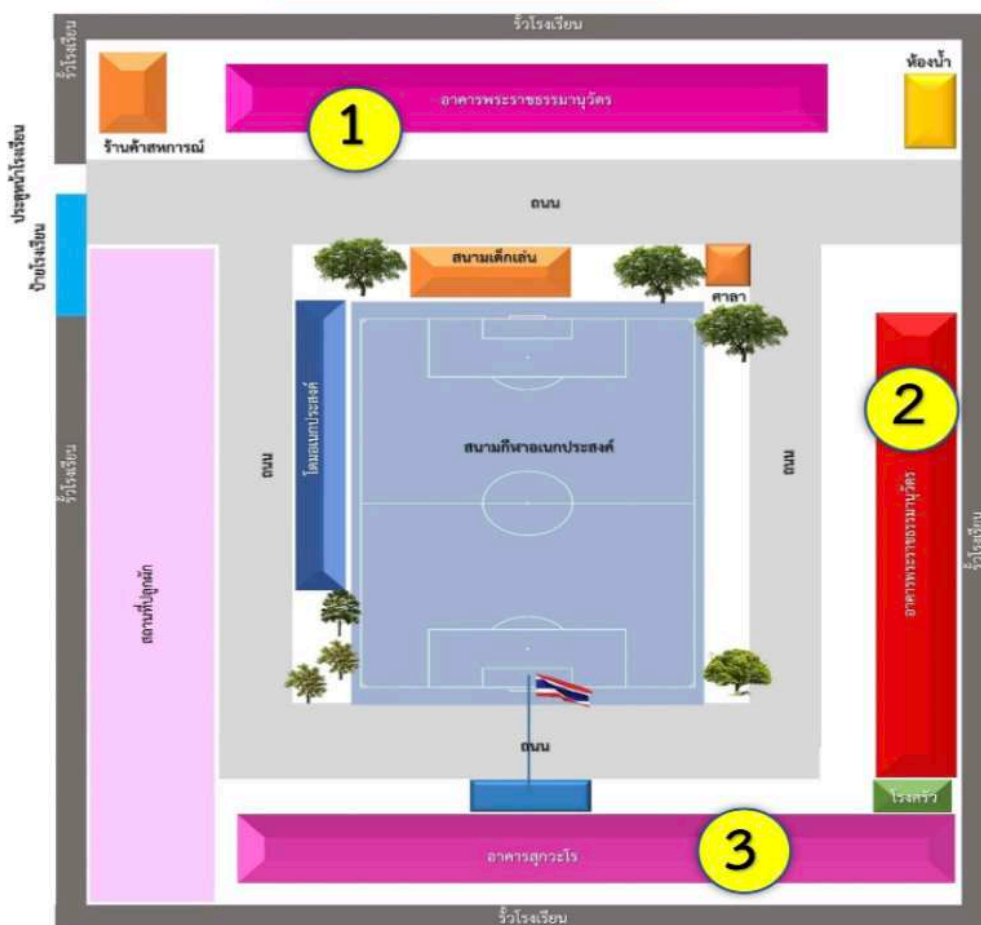 รั้วโรงเรียน
รั้วโรงเรียน
ห้องน้ำ
อาคารพระราชธรรมานุวัตร
1
ร้านค้าสหการณ์
ประตูหน้าโรงเรียน
ป้ายโรงเรียน
ถนน
สนามเด็กเล่น
ศาลา
โดมอเนกประสงค์
สนามกีฬาอเนกประสงค์
2
ถนน
ถนน
รั้วโรงเรียน
อาคารพระราชธรรมานุวัตร
รั้วโรงเรียน
สถานที่ปลูกผัก
ถนน
โรงครัว
อาคารสุกวะโร
3
รั้วโรงเรียน